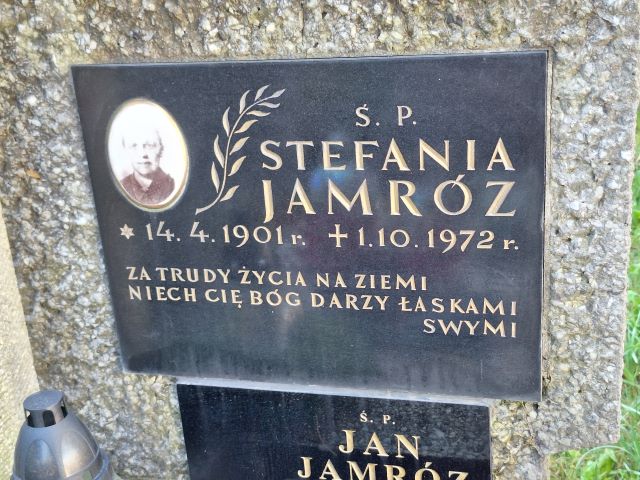 Ś. P.
STEFANIA
JAMRÓZ
* 14. 4. 1901 r. † 1. 10. 1972 r.
ZA TRUDY ŻYCIA NA ZIEMI
NIECH CIĘ BÓG DARZY ŁASKAMI
SWYMI
Ś. P.
JAN
JAMRÓZ